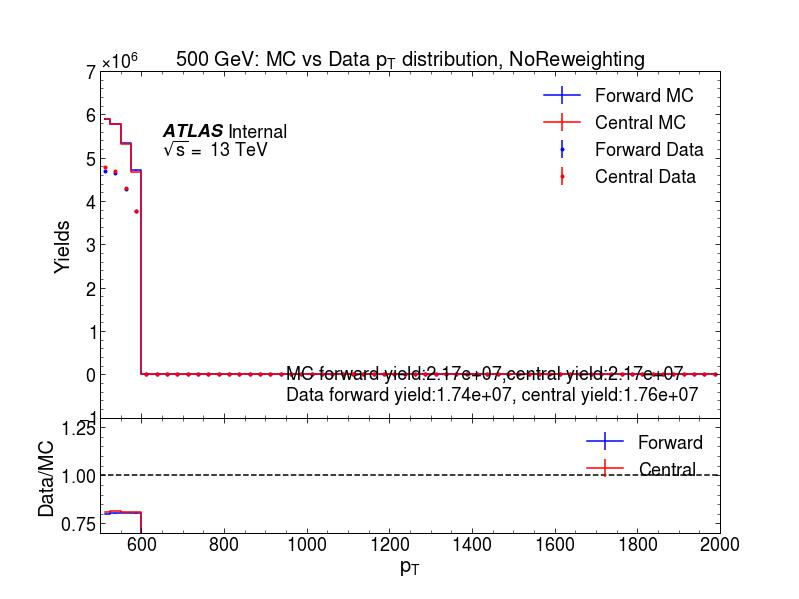 ×10⁶
500 GeV: MC vs Data pT distribution, NoReweighting
7
6
5
4
3
2
1
0
−1
Yields
ATLAS Internal
√s = 13 TeV
Forward MC
Central MC
Forward Data
Central Data
MC forward yield:2.17e+07,central yield:2.17e+07
Data forward yield:1.74e+07, central yield:1.76e+07
1.25
1.00
0.75
Data/MC
Forward
Central
600 800 1000 1200 1400 1600 1800 2000
pT